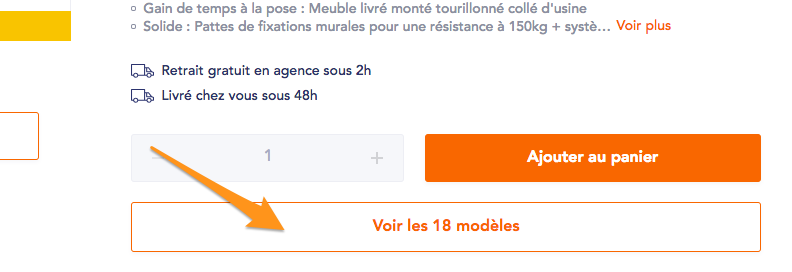 Gain de temps à la pose : Meuble livré monté tourillonné collé d'usine
Solide : Pattes de fixations murales pour une résistance à 150kg + systè… Voir plus
Retrait gratuit en agence sous 2h
Livré chez vous sous 48h
1 +
Ajouter au panier
Voir les 18 modèles